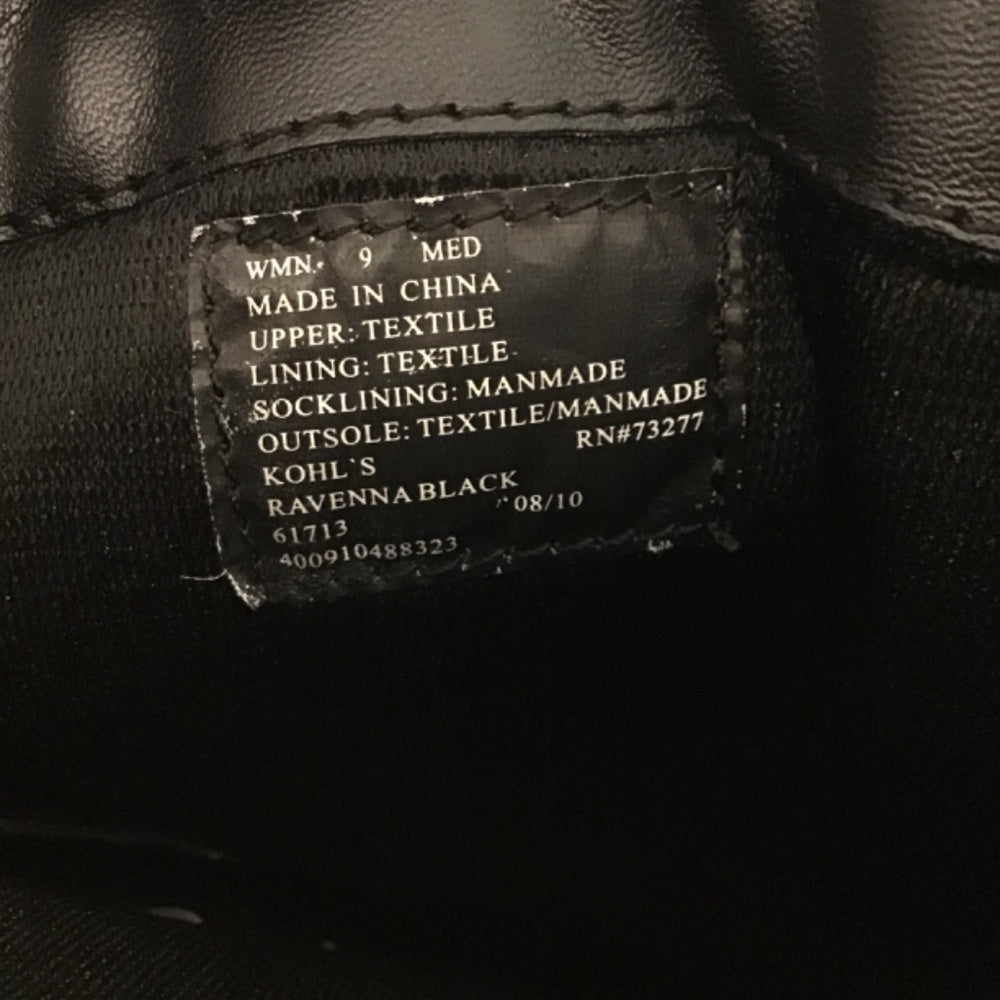 WMN. 9 MED
MADE IN CHINA
UPPER: TEXTILE
LINING: TEXTILE
SOCKLINING: MANMADE
OUTSOLE: TEXTILE/MANMADE
RN#73277
KOHL`S
RAVENNA BLACK
08/10
61713
400910488323